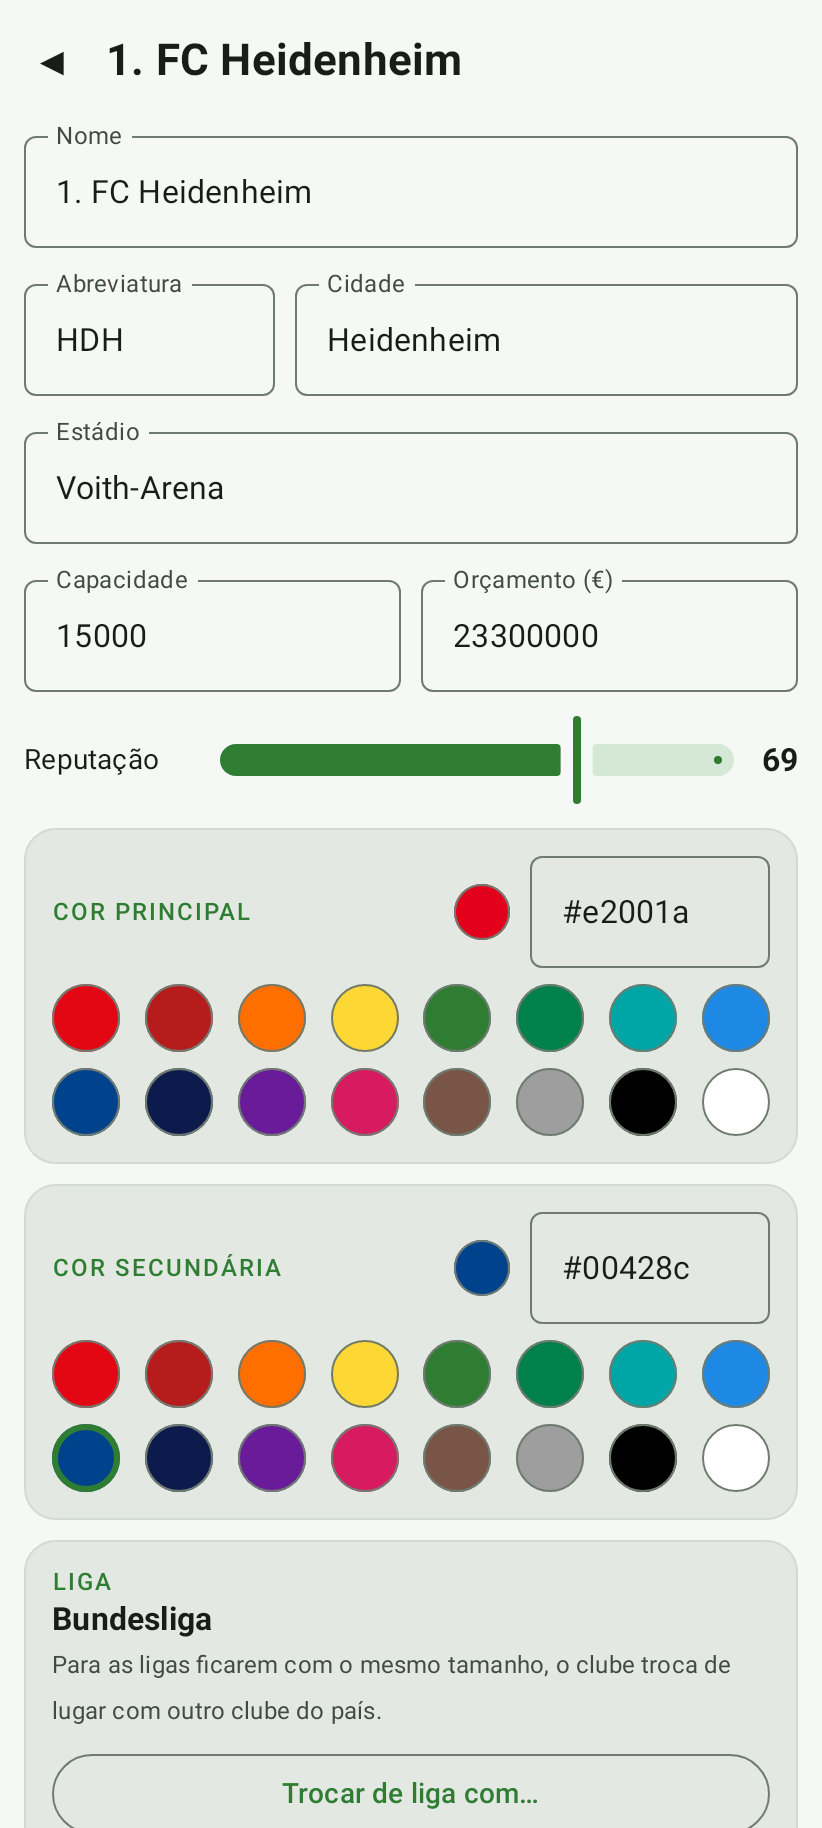 ◀ 1. FC Heidenheim
Nome
1. FC Heidenheim
Abreviatura
HDH
Cidade
Heidenheim
Estádio
Voith-Arena
Capacidade
15000
Orçamento (€)
23300000
Reputação
69
COR PRINCIPAL
#e2001a
COR SECUNDÁRIA
#00428c
LIGA
Bundesliga
Para as ligas ficarem com o mesmo tamanho, o clube troca de
lugar com outro clube do país.
Trocar de liga com…